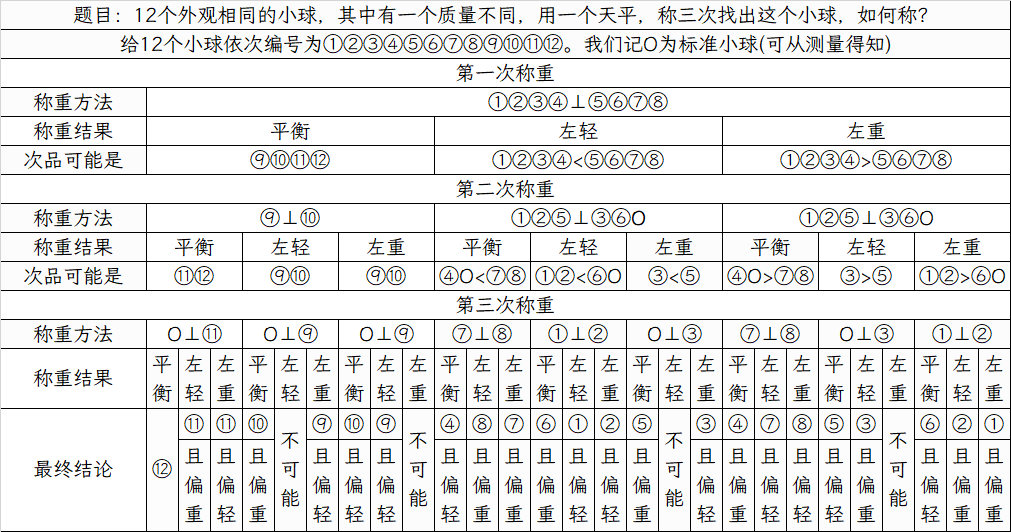 题目：12个外观相同的小球，其中有一个质量不同，用一个天平，称三次找出这个小球，如何称？
给12个小球依次编号为①②③④⑤⑥⑦⑧⑨⑩⑪⑫。我们记O为标准小球(可从测量得知)
第一次称重
称重方法 ①②③④⊥⑤⑥⑦⑧
称重结果 平衡 左轻 左重
次品可能是 ⑨⑩⑪⑫ ①②③④<⑤⑥⑦⑧ ①②③④>⑤⑥⑦⑧
第二次称重
称重方法 ⑨⊥⑩ ①②⑤⊥③⑥O ①②⑤⊥③⑥O
称重结果 平衡 左轻 左重 平衡 左轻 左重 平衡 左轻 左重
次品可能是 ⑪⑫ ⑨⑩ ⑨⑩ ④O<⑦⑧ ①②<⑥O ③<⑤ ④O>⑦⑧ ③>⑤ ①②>⑥O
第三次称重
称重方法 O⊥⑪ O⊥⑨ O⊥⑨ ⑦⊥⑧ ①⊥② O⊥③ ⑦⊥⑧ O⊥③ ①⊥②
称重结果 平衡 左轻 左重 平衡 左轻 左重 平衡 左轻 左重 平衡 左轻 左重 平衡 左轻 左重 平衡 左轻 左重 平衡 左轻 左重 平衡 左轻 左重 平衡 左轻 左重
最终结论 ⑫ ⑪且偏重 ⑪且偏轻 ⑩且偏重 不可能 ⑨且偏轻 ⑩且偏轻 ⑨且偏重 不可能 ④且偏轻 ⑧且偏重 ⑦且偏重 ⑥且偏重 ①且偏轻 ②且偏轻 ⑤且偏重 不可能 ③且偏轻 ④且偏重 ⑦且偏轻 ⑧且偏轻 ⑤且偏轻 ③且偏重 不可能 ⑥且偏轻 ②且偏重 ①且偏重